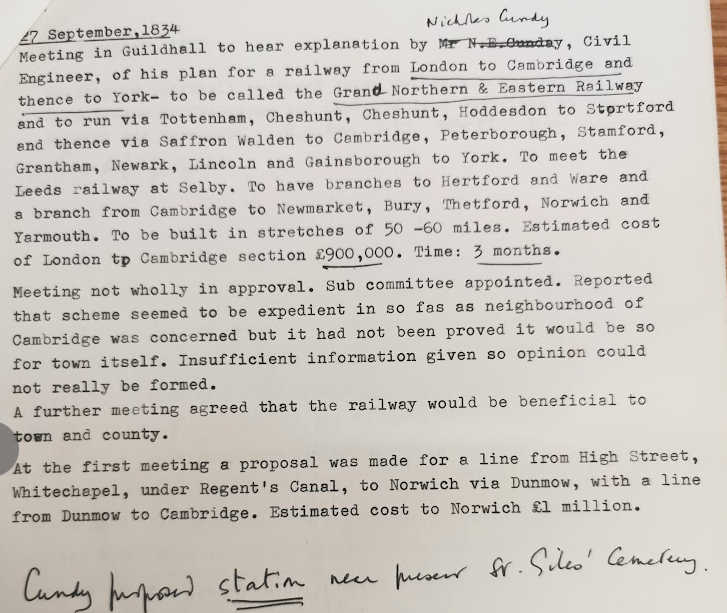 27 September,1834
Nicholas Cundy
Meeting in Guildhall to hear explanation by Mr N.E.Cunday, Civil
Engineer, of his plan for a railway from London to Cambridge and
thence to York- to be called the Grand Northern & Eastern Railway
and to run via Tottenham, Cheshunt, Cheshunt, Hoddesdon to Stortford
and thence via Saffron Walden to Cambridge, Peterborough, Stamford,
Grantham, Newark, Lincoln and Gainsborough to York. To meet the
Leeds railway at Selby. To have branches to Hertford and Ware and
a branch from Cambridge to Newmarket, Bury, Thetford, Norwich and
Yarmouth. To be built in stretches of 50 -60 miles. Estimated cost
of London tp Cambridge section £900,000. Time: 3 months.
Meeting not wholly in approval. Sub committee appointed. Reported
that scheme seemed to be expedient in so fas as neighbourhood of
Cambridge was concerned but it had not been proved it would be so
for town itself. Insufficient information given so opinion could
not really be formed.
A further meeting agreed that the railway would be beneficial to
town and county.
At the first meeting a proposal was made for a line from High Street,
Whitechapel, under Regent's Canal, to Norwich via Dunmow, with a line
from Dunmow to Cambridge. Estimated cost to Norwich £1 million.
Cundy proposed station near present St. Giles' Cemetery.